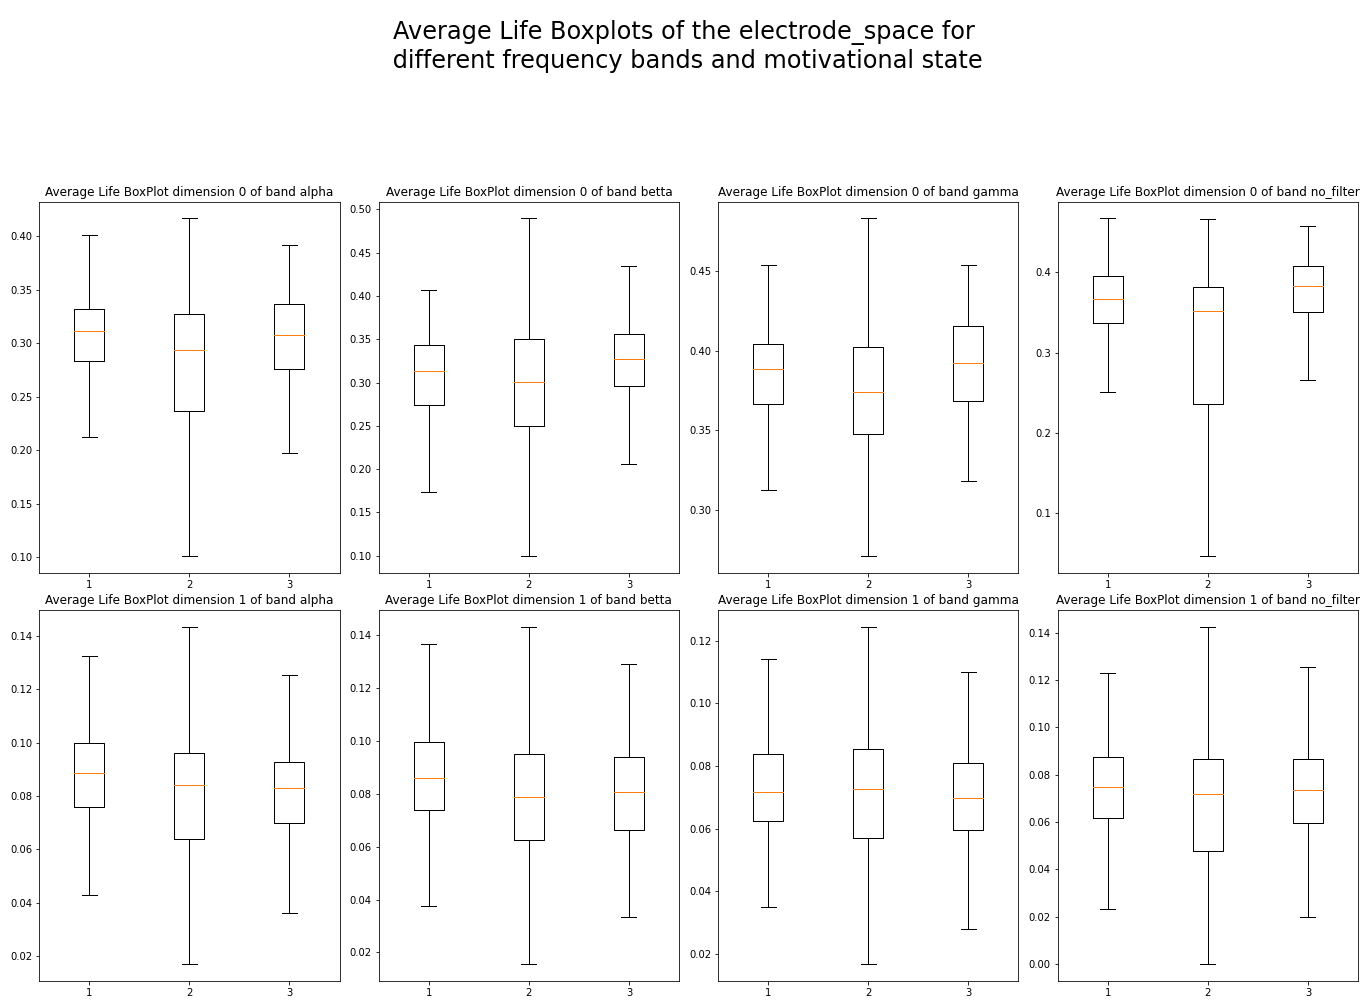 Average Life Boxplots of the electrode_space for
different frequency bands and motivational state
Average Life BoxPlot dimension 0 of band alpha
0.40
0.35
0.30
0.25
0.20
0.15
0.10
1 2 3
Average Life BoxPlot dimension 0 of band betta
0.50
0.45
0.40
0.35
0.30
0.25
0.20
0.15
0.10
1 2 3
Average Life BoxPlot dimension 0 of band gamma
0.45
0.40
0.35
0.30
1 2 3
Average Life BoxPlot dimension 0 of band no_filter
0.4
0.3
0.2
0.1
1 2 3
Average Life BoxPlot dimension 1 of band alpha
0.14
0.12
0.10
0.08
0.06
0.04
0.02
1 2 3
Average Life BoxPlot dimension 1 of band betta
0.14
0.12
0.10
0.08
0.06
0.04
0.02
1 2 3
Average Life BoxPlot dimension 1 of band gamma
0.12
0.10
0.08
0.06
0.04
0.02
1 2 3
Average Life BoxPlot dimension 1 of band no_filter
0.14
0.12
0.10
0.08
0.06
0.04
0.02
0.00
1 2 3